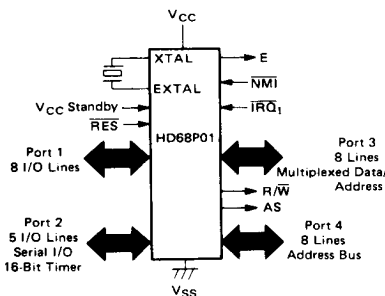 VCC
XTAL
E
EXTAL
NMI
VCC Standby
IRQ1
RES
HD68P01
Port 1
8 I/O Lines
Port 3
8 Lines
Multiplexed Data/
Address
R/W
AS
Port 2
5 I/O Lines
Serial I/O
16-Bit Timer
Port 4
8 Lines
Address Bus
VSS